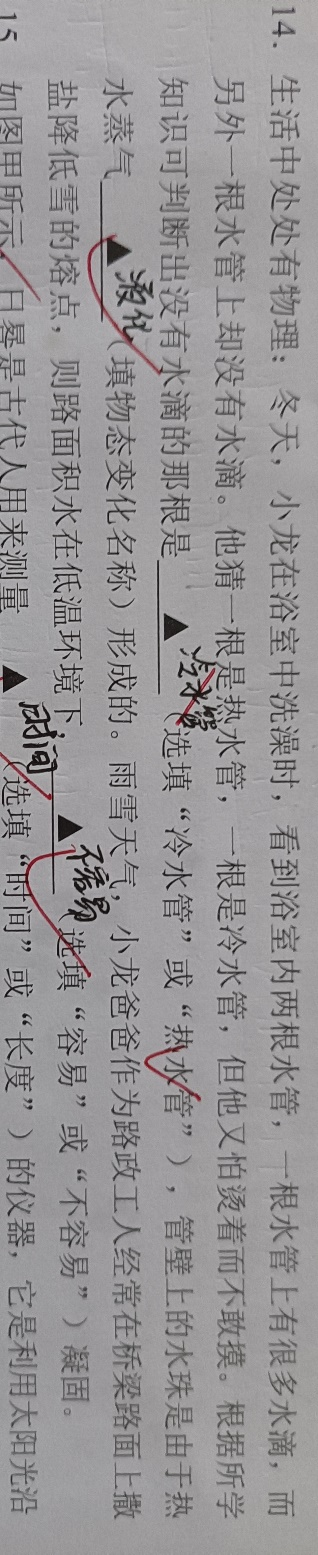 14. 生活中处处有物理：冬天，小龙在浴室中洗澡时，看到浴室内两根水管，一根水管上有很多水滴，而
另外一根水管上却没有水滴。他猜一根是热水管，一根是冷水管，但他又怕烫着而不敢摸。根据所学
知识可判断出没有水滴的那根是 ▲ 冷水管 （选填“冷水管”或“热水管”），管壁上的水珠是由于热
水蒸气 ▲ 液化 （填物态变化名称）形成的。雨雪天气，小龙爸爸作为路政工人经常在桥梁路面上撒
盐降低雪的熔点，则路面积水在低温环境下 ▲ 不容易 （选填“容易”或“不容易”）凝固。
15. 如图甲所示，日晷是古代人用来测量 ▲ 时间 （选填“时间”或“长度”）的仪器，它是利用太阳光沿